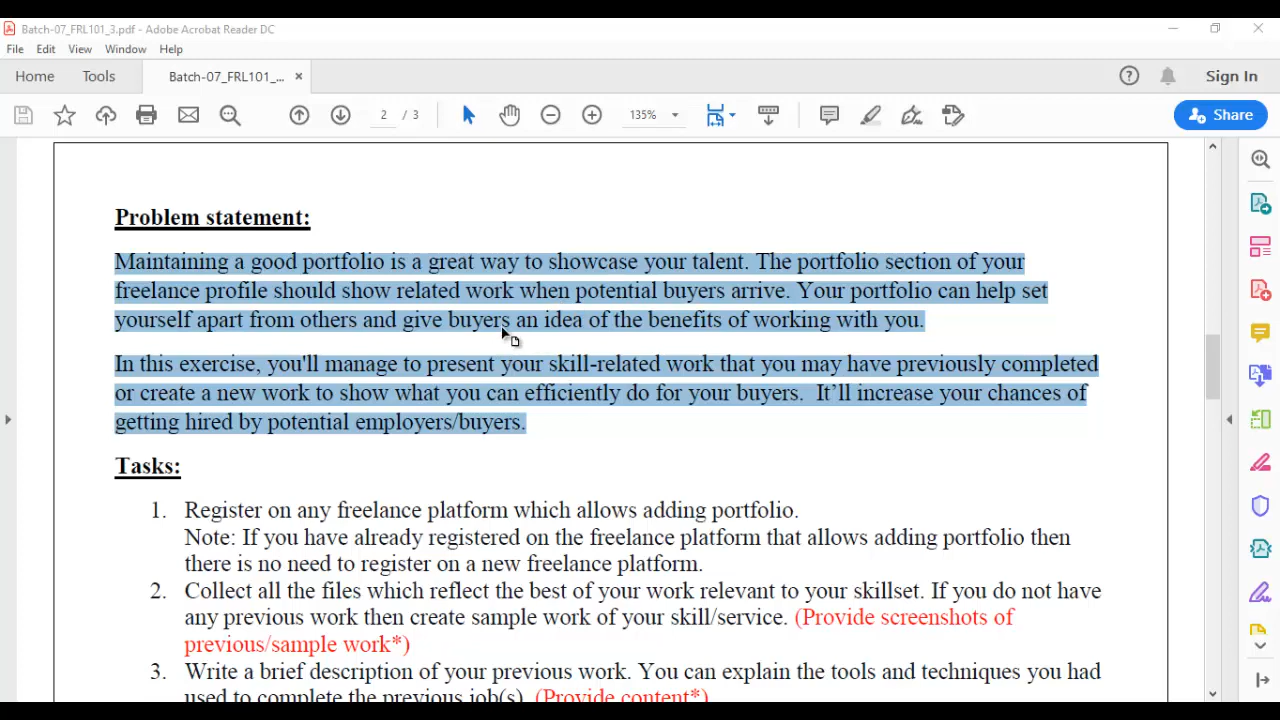 Batch-07_FRL101_3.pdf - Adobe Acrobat Reader DC
File Edit View Window Help
Home Tools Batch-07_FRL101_... × Sign In
2 / 3 135% Share
Problem statement:
Maintaining a good portfolio is a great way to showcase your talent. The portfolio section of your
freelance profile should show related work when potential buyers arrive. Your portfolio can help set
yourself apart from others and give buyers an idea of the benefits of working with you.
In this exercise, you'll manage to present your skill-related work that you may have previously completed
or create a new work to show what you can efficiently do for your buyers.  It’ll increase your chances of
getting hired by potential employers/buyers.
Tasks:
1. Register on any freelance platform which allows adding portfolio.
Note: If you have already registered on the freelance platform that allows adding portfolio then
there is no need to register on a new freelance platform.
2. Collect all the files which reflect the best of your work relevant to your skillset. If you do not have
any previous work then create sample work of your skill/service. (Provide screenshots of
previous/sample work*)
3. Write a brief description of your previous work. You can explain the tools and techniques you had
used to complete the previous job(s). (Provide content*)